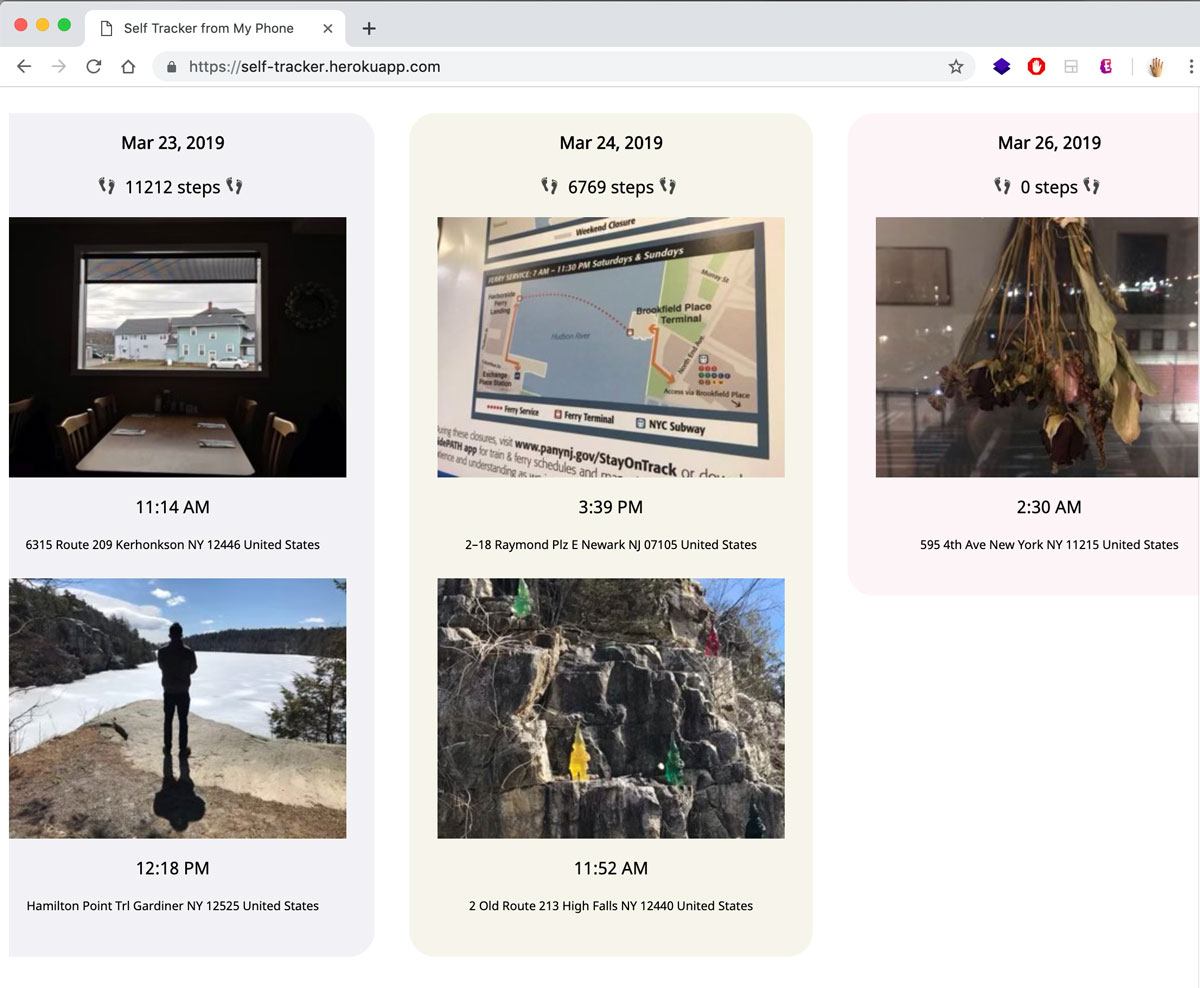 Self Tracker from My Phone
https://self-tracker.herokuapp.com
Mar 23, 2019
11212 steps
11:14 AM
6315 Route 209 Kerhonkson NY 12446 United States
12:18 PM
Hamilton Point Trl Gardiner NY 12525 United States
Mar 24, 2019
6769 steps
Weekend Closure
FERRY SERVICE: 7 AM – 11:30 PM Saturdays & Sundays
Murray St
Harborside
Ferry
Landing
Brookfield Place
Terminal
Hudson River
North End Ave
Exchange
Place Station
Access via Brookfield Place
Ferry Service
Ferry Terminal
NYC Subway
During these closures, visit www.panynj.gov/StayOnTrack or
RidePATH app for train & ferry schedules and
and understanding as
3:39 PM
2–18 Raymond Plz E Newark NJ 07105 United States
11:52 AM
2 Old Route 213 High Falls NY 12440 United States
Mar 26, 2019
0 steps
2:30 AM
595 4th Ave New York NY 11215 United States